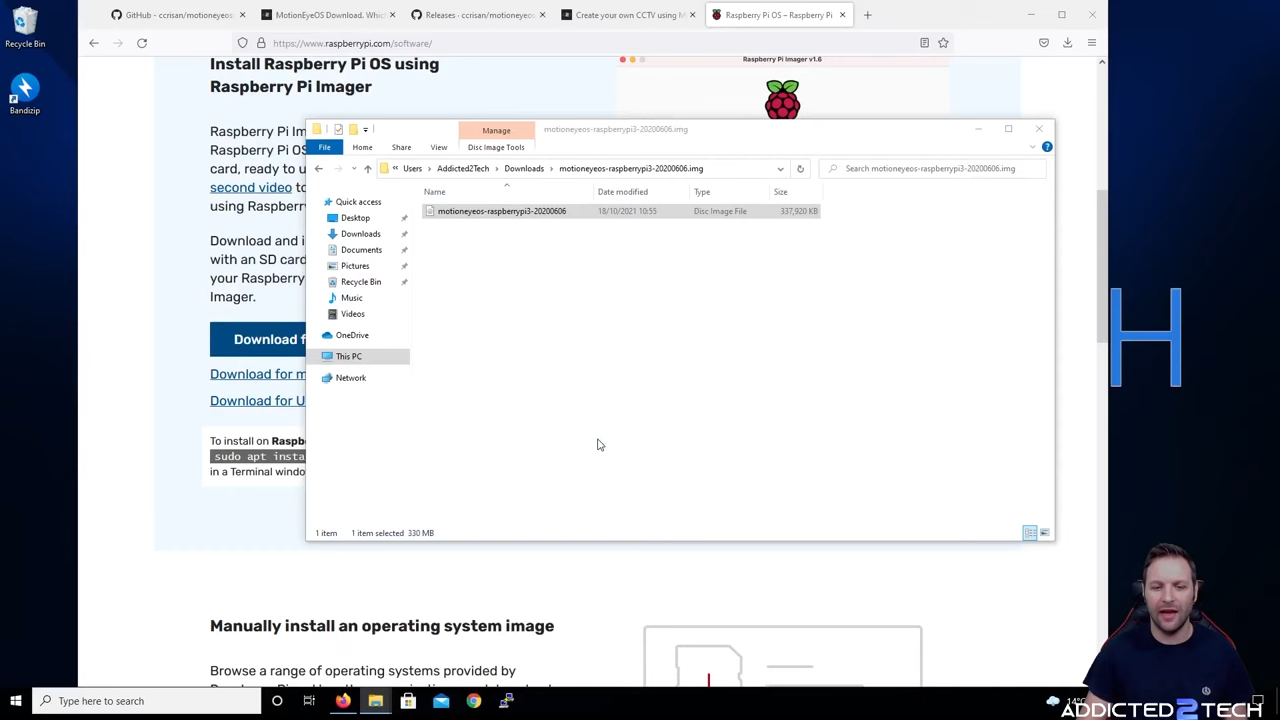 Recycle Bin
Bandizip
GitHub - ccrisan/motioneyeos
MotionEyeOS Download. Which
Releases · ccrisan/motioneyeos
Create your own CCTV using M
Raspberry Pi OS – Raspberry Pi
https://www.raspberrypi.com/software/
Install Raspberry Pi OS using
Raspberry Pi Imager
Raspberry Pi Imager v1.6
Raspberry Pi Im
Raspberry Pi OS
card, ready to u
second video to
using Raspberry
Download and i
with an SD card
your Raspberry
Imager.
Download f
Download for m
Download for U
To install on Raspb
sudo apt insta
in a Terminal windo
Manage
motioneyeos-raspberrypi3-20200606.img
File
Home
Share
View
Disc Image Tools
Users
Addicted2Tech
Downloads
motioneyeos-raspberrypi3-20200606.img
Search motioneyeos-raspberrypi3-20200606.img
Name
Date modified
Type
Size
motioneyeos-raspberrypi3-20200606
18/10/2021 10:55
Disc Image File
337,920 KB
Quick access
Desktop
Downloads
Documents
Pictures
Recycle Bin
Music
Videos
OneDrive
This PC
Network
1 item
1 item selected 330 MB
H
Manually install an operating system image
Browse a range of operating systems provided by
Type here to search
14°C
ADDICTED2TECH